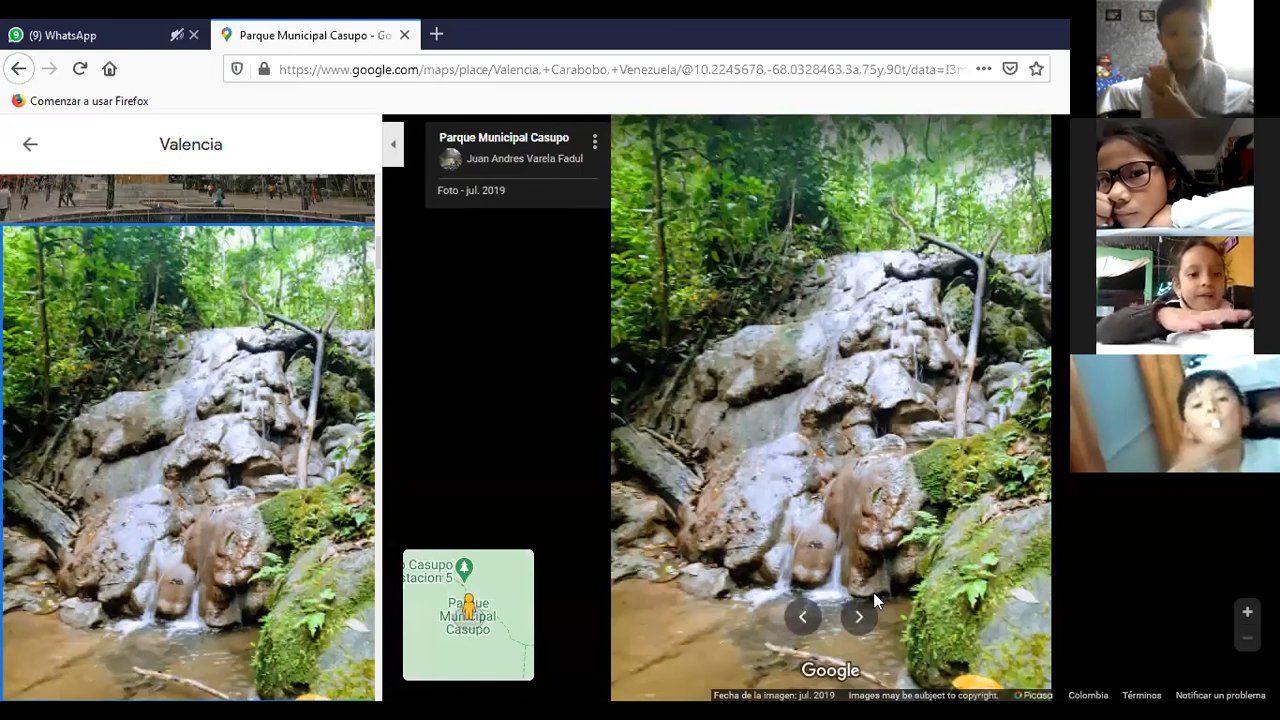 (9) WhatsApp
Parque Municipal Casupo - Go
https://www.google.com/maps/place/Valencia,+Carabobo,+Venezuela/@10.2245678,-68.0328463,3a,75y,90t/data=!3m
Comenzar a usar Firefox
Valencia
Parque Municipal Casupo
Juan Andres Varela Fadul
Foto - jul. 2019
o Casupo
stacion 5
Parque
Municipal
Casupo
Google
Fecha de la imagen: jul. 2019 Images may be subject to copyright. Picasa Colombia Términos Notificar un problema